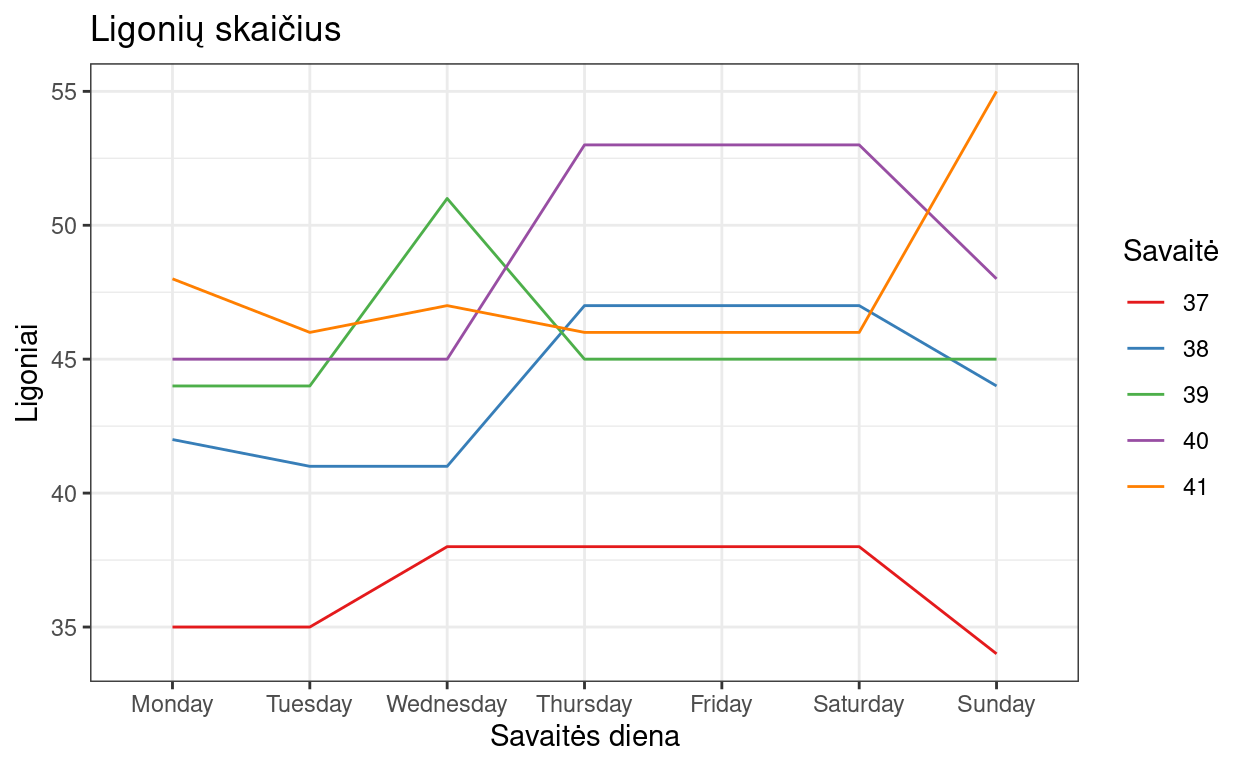 Ligonių skaičius
55
50
45
40
35
Ligoniai
Monday Tuesday Wednesday Thursday Friday Saturday Sunday
Savaitės diena
Savaitė
37
38
39
40
41